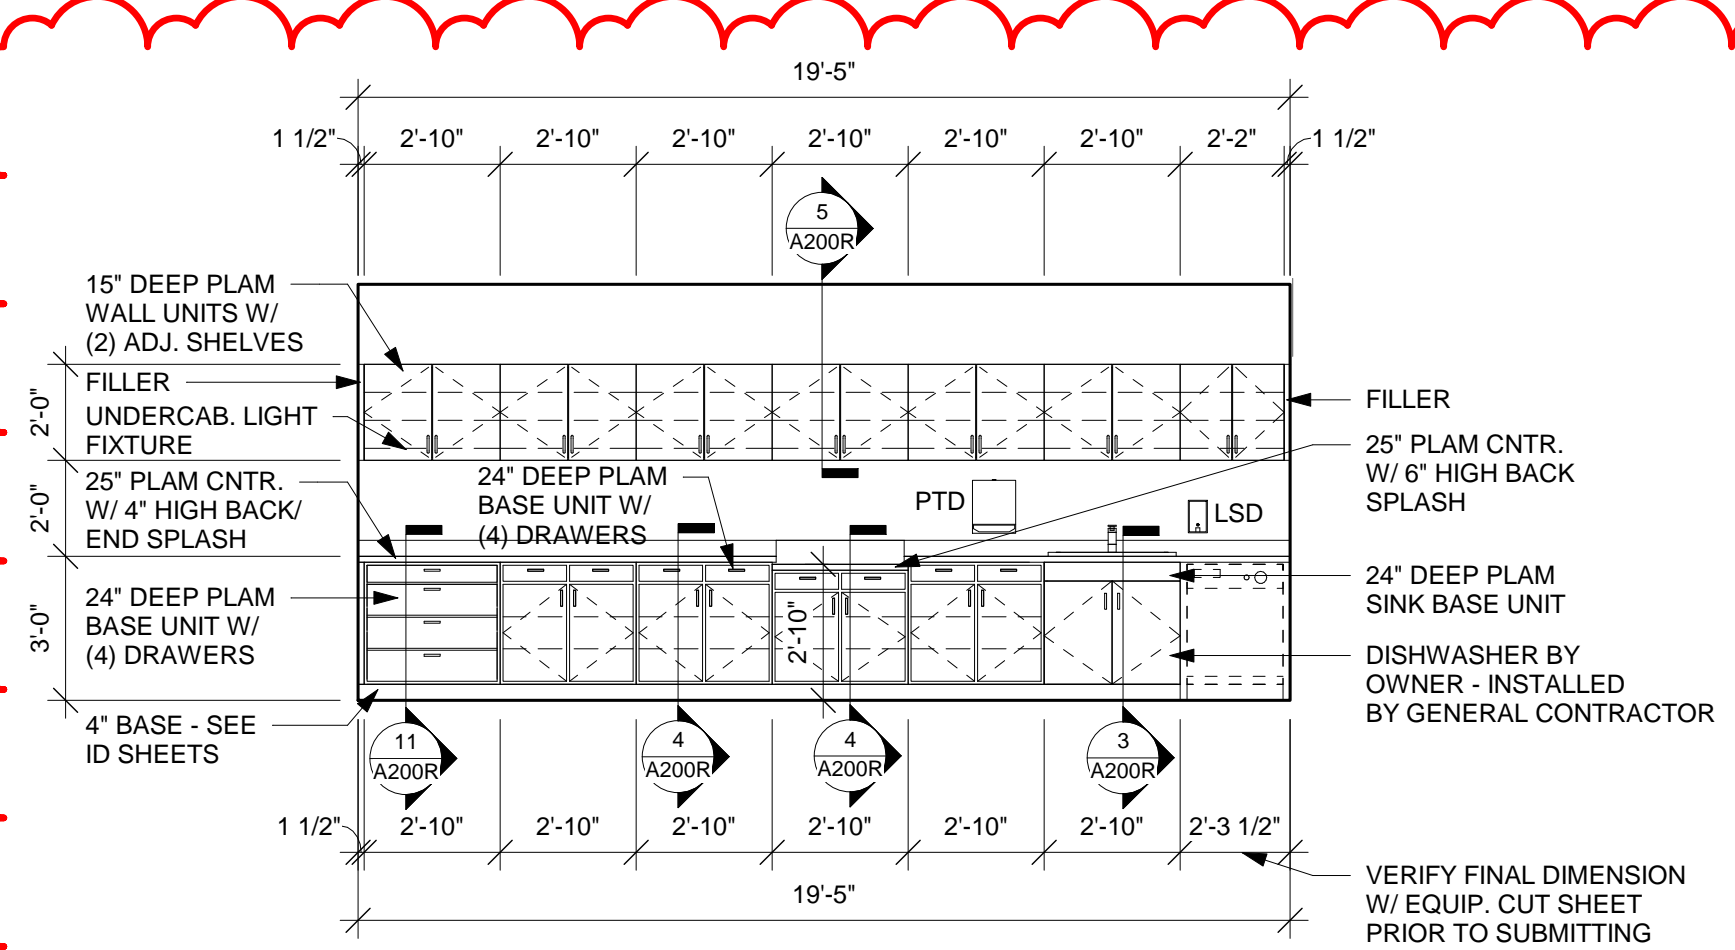 19'-5"
1 1/2" 2'-10" 2'-10" 2'-10" 2'-10" 2'-10" 2'-10" 2'-2" 1 1/2"
5
A200R
15" DEEP PLAM
WALL UNITS W/
(2) ADJ. SHELVES
FILLER
UNDERCAB. LIGHT
FIXTURE
25" PLAM CNTR.
W/ 4" HIGH BACK/
END SPLASH
24" DEEP PLAM
BASE UNIT W/
(4) DRAWERS
4" BASE - SEE
ID SHEETS
2'-0"
2'-0"
3'-0"
24" DEEP PLAM
BASE UNIT W/
(4) DRAWERS
PTD
LSD
2'-10"
FILLER
25" PLAM CNTR.
W/ 6" HIGH BACK
SPLASH
24" DEEP PLAM
SINK BASE UNIT
DISHWASHER BY
OWNER - INSTALLED
BY GENERAL CONTRACTOR
11
A200R
4
A200R
4
A200R
3
A200R
1 1/2" 2'-10" 2'-10" 2'-10" 2'-10" 2'-10" 2'-10" 2'-3 1/2"
19'-5"
VERIFY FINAL DIMENSION
W/ EQUIP. CUT SHEET
PRIOR TO SUBMITTING